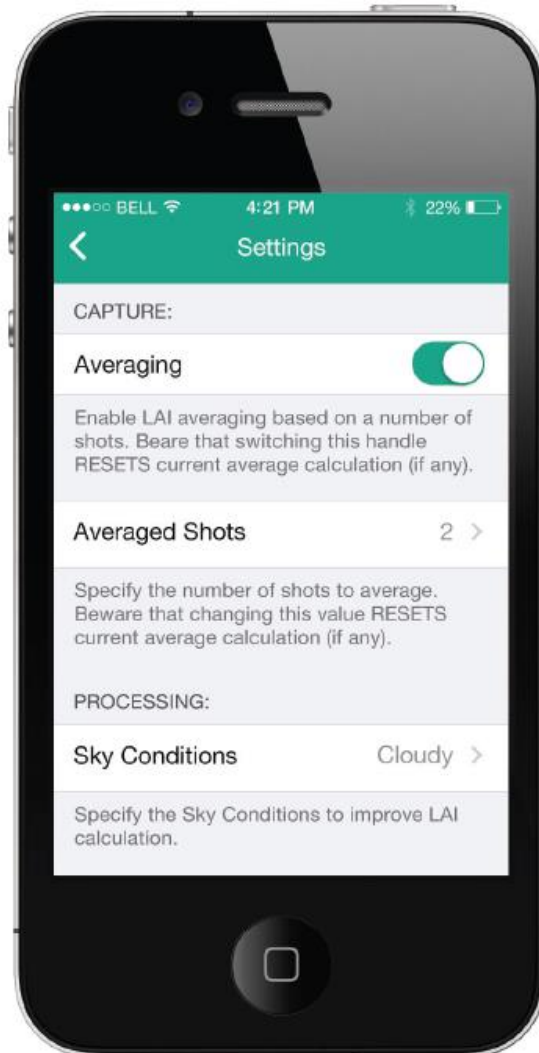 BELL 4:21 PM 22%
Settings
CAPTURE:
Averaging
Enable LAI averaging based on a number of
shots. Beare that switching this handle
RESETS current average calculation (if any).
Averaged Shots 2
Specify the number of shots to average.
Beware that changing this value RESETS
current average calculation (if any).
PROCESSING:
Sky Conditions Cloudy
Specify the Sky Conditions to improve LAI
calculation.